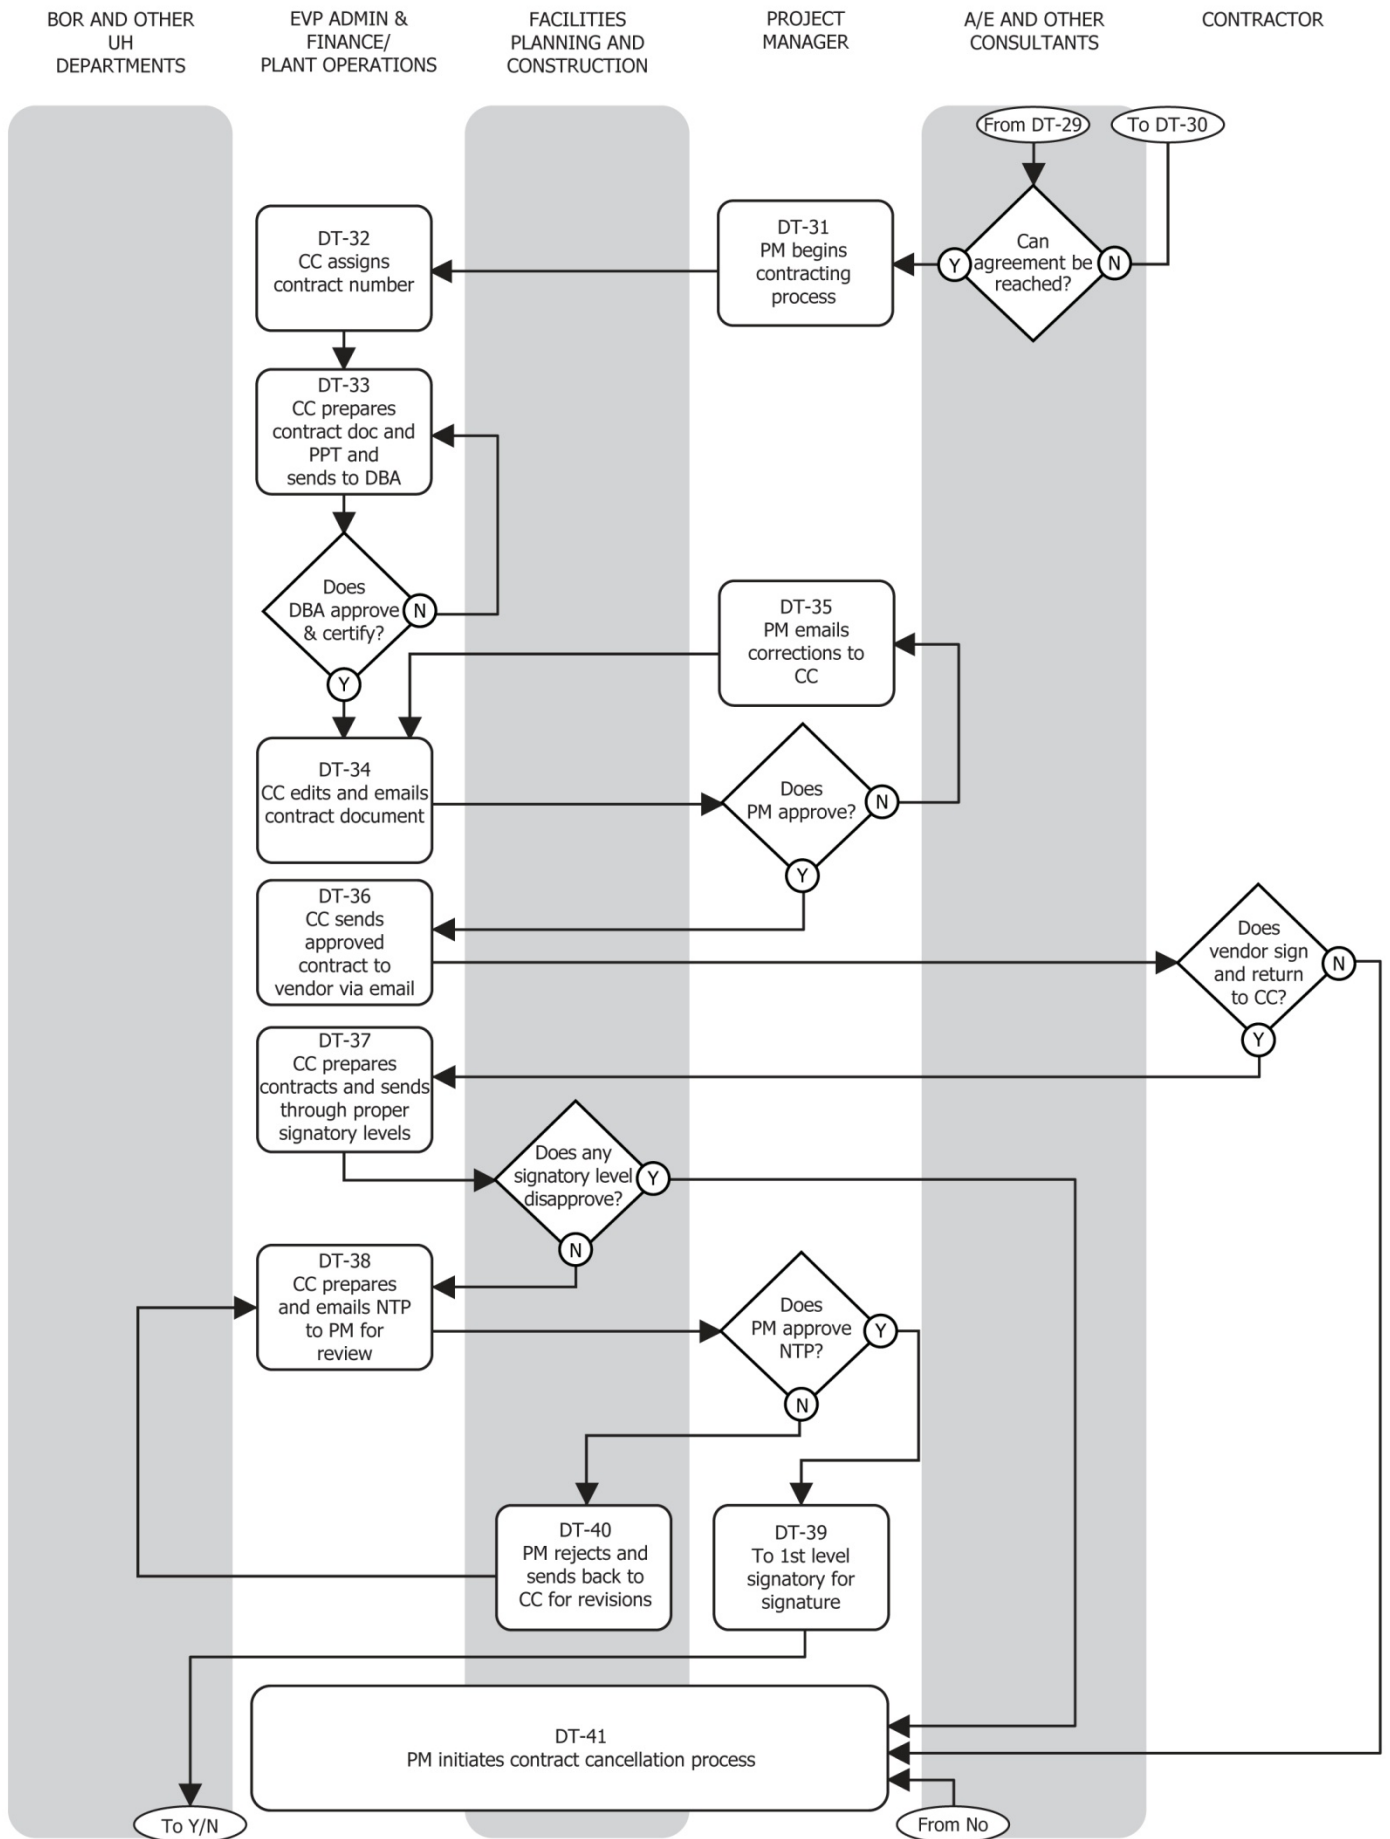 BOR AND OTHER
UH
DEPARTMENTS
EVP ADMIN &
FINANCE/
PLANT OPERATIONS
FACILITIES
PLANNING AND
CONSTRUCTION
PROJECT
MANAGER
A/E AND OTHER
CONSULTANTS
CONTRACTOR
From DT-29
To DT-30
Can
agreement be
reached?
Y
N
DT-31
PM begins
contracting
process
DT-32
CC assigns
contract number
DT-33
CC prepares
contract doc and
PPT and
sends to DBA
Does
DBA approve
& certify?
N
Y
DT-35
PM emails
corrections to
CC
DT-34
CC edits and emails
contract document
Does
PM approve?
N
Y
DT-36
CC sends
approved
contract to
vendor via email
Does
vendor sign
and return
to CC?
N
Y
DT-37
CC prepares
contracts and sends
through proper
signatory levels
Does any
signatory level
disapprove?
Y
N
DT-38
CC prepares
and emails NTP
to PM for
review
Does
PM approve
NTP?
Y
N
DT-40
PM rejects and
sends back to
CC for revisions
DT-39
To 1st level
signatory for
signature
DT-41
PM initiates contract cancellation process
To Y/N
From No